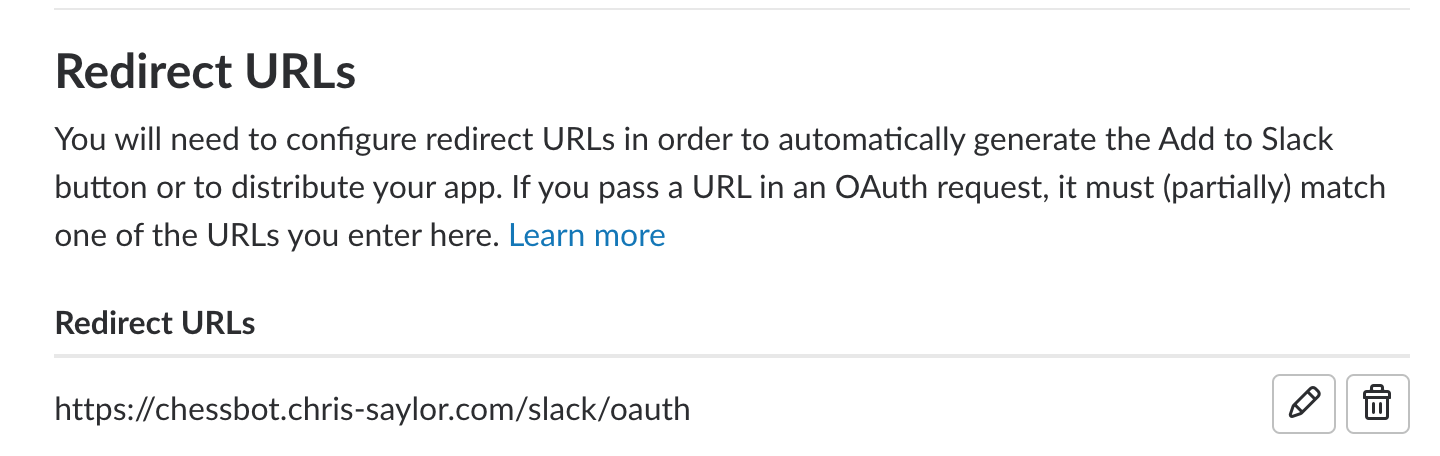 Redirect URLs
You will need to configure redirect URLs in order to automatically generate the Add to Slack
button or to distribute your app. If you pass a URL in an OAuth request, it must (partially) match
one of the URLs you enter here. Learn more
Redirect URLs
https://chessbot.chris-saylor.com/slack/oauth